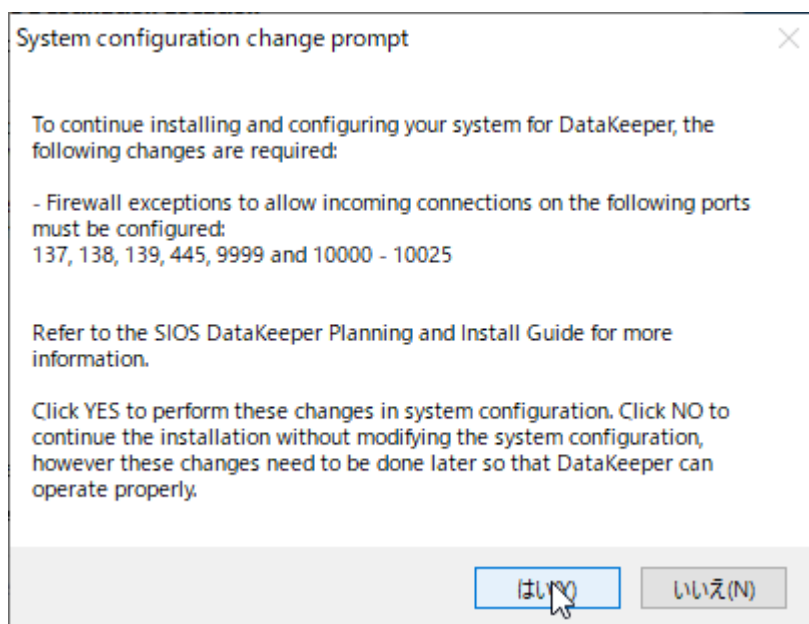 System configuration change prompt
To continue installing and configuring your system for DataKeeper, the
following changes are required:
- Firewall exceptions to allow incoming connections on the following ports
must be configured:
137, 138, 139, 445, 9999 and 10000 - 10025
Refer to the SIOS DataKeeper Planning and Install Guide for more
information.
Click YES to perform these changes in system configuration. Click NO to
continue the installation without modifying the system configuration,
however these changes need to be done later so that DataKeeper can
operate properly.
はい(Y)
いいえ(N)